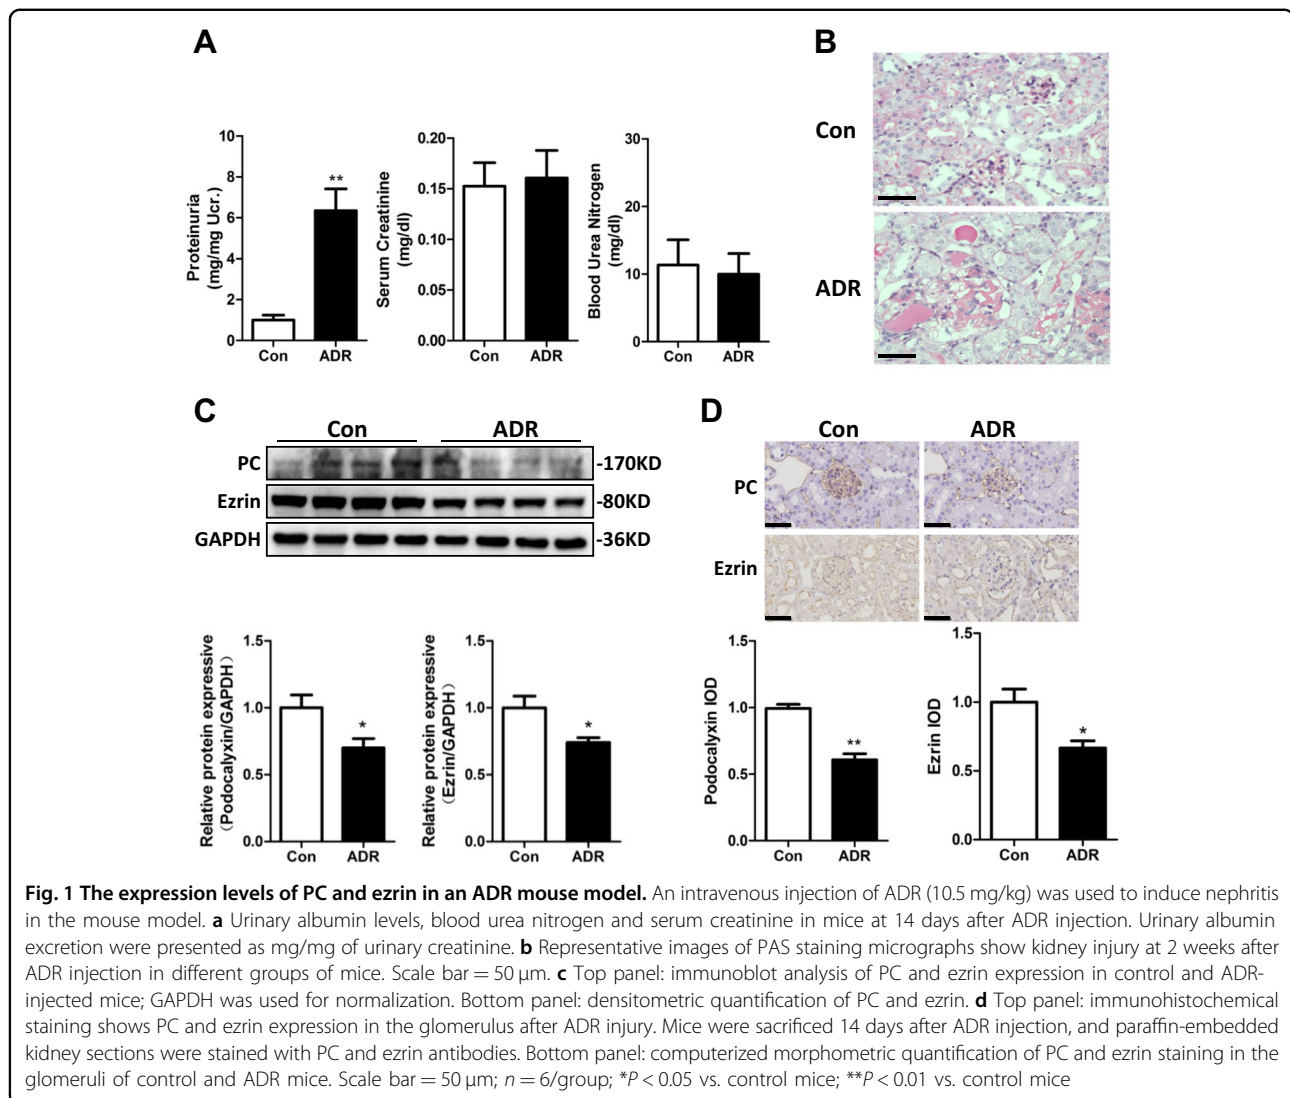 A
Proteinuria
(mg/mg Ucr.)
10
8
6
4
2
0
**
Con
ADR
Serum Creatinine
(mg/dl)
0.20
0.15
0.10
0.05
0.00
Con
ADR
Blood Urea Nitrogen
(mg/dl)
30
20
10
0
Con
ADR
B
Con
ADR
C
Con
ADR
PC
-170KD
Ezrin
-80KD
GAPDH
-36KD
Relative protein expressive
(Podocalyxin/GAPDH)
1.5
1.0
0.5
0.0
*
Con
ADR
Relative protein expressive
(Ezrin/GAPDH)
1.5
1.0
0.5
0.0
*
Con
ADR
D
Con
ADR
PC
Ezrin
Podocalyxin IOD
1.5
1.0
0.5
0.0
**
Con
ADR
Ezrin IOD
1.5
1.0
0.5
0.0
*
Con
ADR
Fig. 1 The expression levels of PC and ezrin in an ADR mouse model. An intravenous injection of ADR (10.5 mg/kg) was used to induce nephritis
in the mouse model. a Urinary albumin levels, blood urea nitrogen and serum creatinine in mice at 14 days after ADR injection. Urinary albumin
excretion were presented as mg/mg of urinary creatinine. b Representative images of PAS staining micrographs show kidney injury at 2 weeks after
ADR injection in different groups of mice. Scale bar = 50 μm. c Top panel: immunoblot analysis of PC and ezrin expression in control and ADR-
injected mice; GAPDH was used for normalization. Bottom panel: densitometric quantification of PC and ezrin. d Top panel: immunohistochemical
staining shows PC and ezrin expression in the glomerulus after ADR injury. Mice were sacrificed 14 days after ADR injection, and paraffin-embedded
kidney sections were stained with PC and ezrin antibodies. Bottom panel: computerized morphometric quantification of PC and ezrin staining in the
glomeruli of control and ADR mice. Scale bar = 50 μm; n = 6/group; *P < 0.05 vs. control mice; **P < 0.01 vs. control mice